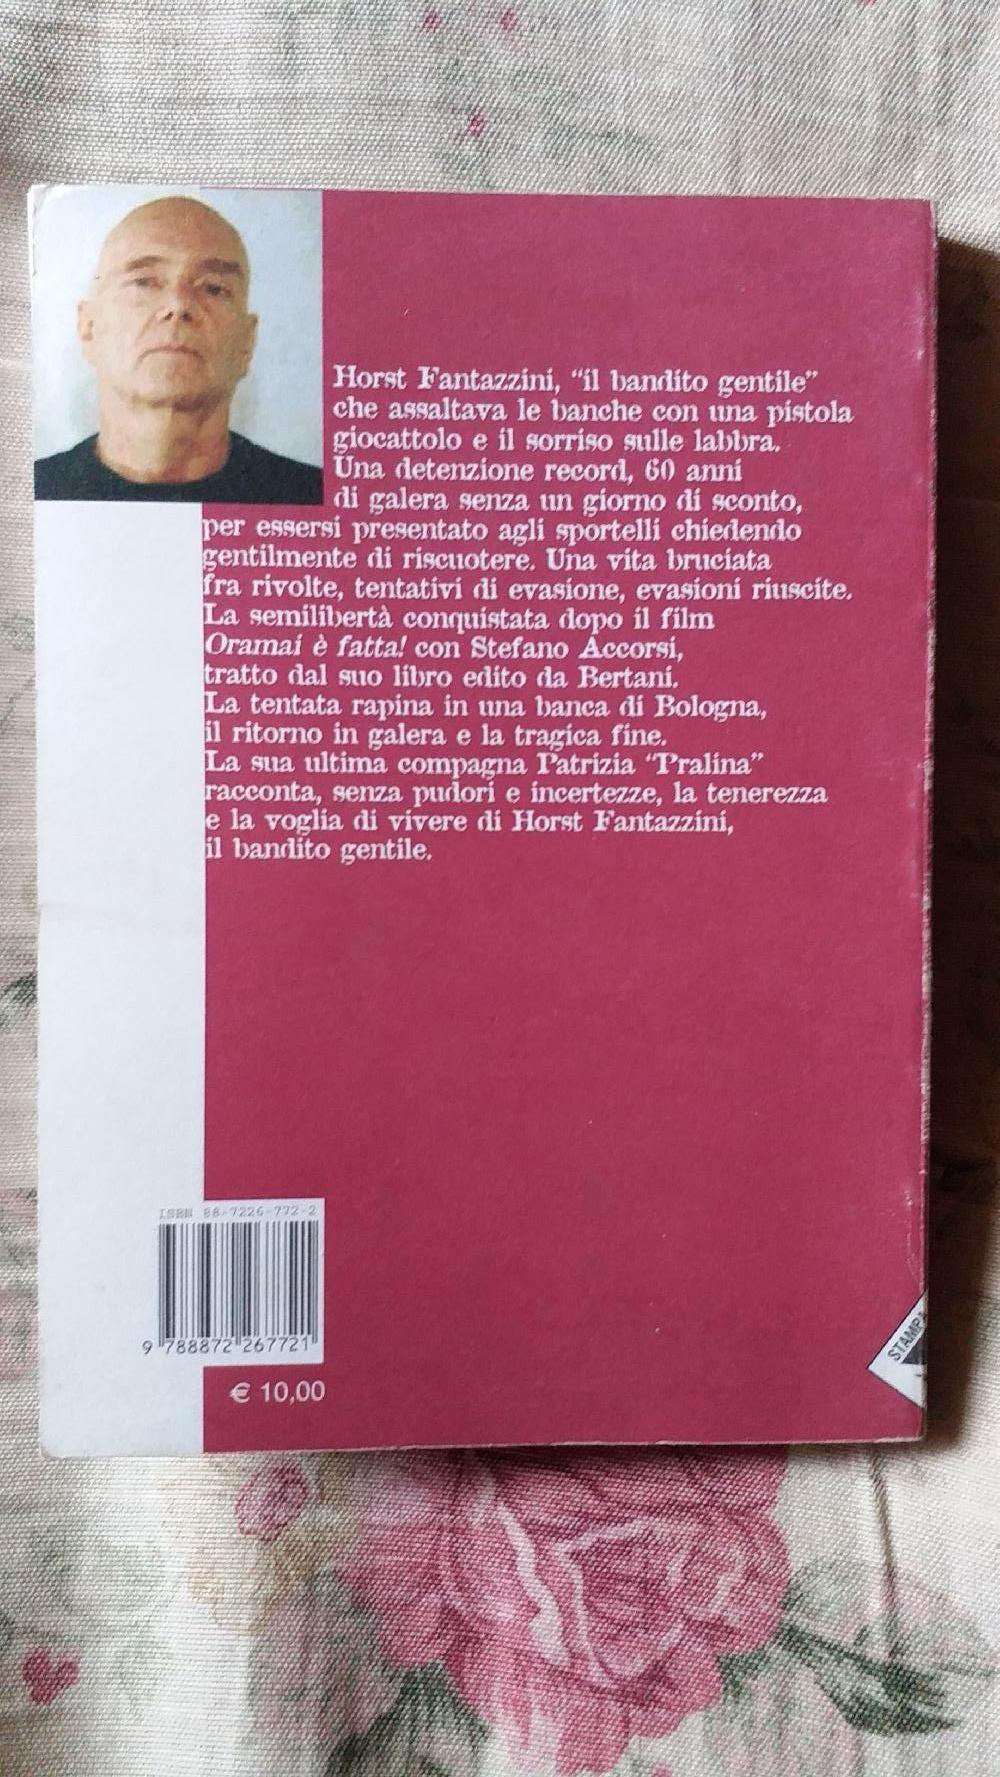 Horst Fantazzini, “il bandito gentile”
che assaltava le banche con una pistola
giocattolo e il sorriso sulle labbra.
Una detenzione record, 60 anni
di galera senza un giorno di sconto,
per essersi presentato agli sportelli chiedendo
gentilmente di riscuotere. Una vita bruciata
fra rivolte, tentativi di evasione, evasioni riuscite.
La semilibertà conquistata dopo il film
Oramai è fatta! con Stefano Accorsi,
tratto dal suo libro edito da Bertani.
La tentata rapina in una banca di Bologna,
il ritorno in galera e la tragica fine.
La sua ultima compagna Patrizia “Pralina”
racconta, senza pudori e incertezze, la tenerezza
e la voglia di vivere di Horst Fantazzini,
il bandito gentile.
ISBN 88-7226-772-2
9 788872 267721
€ 10,00